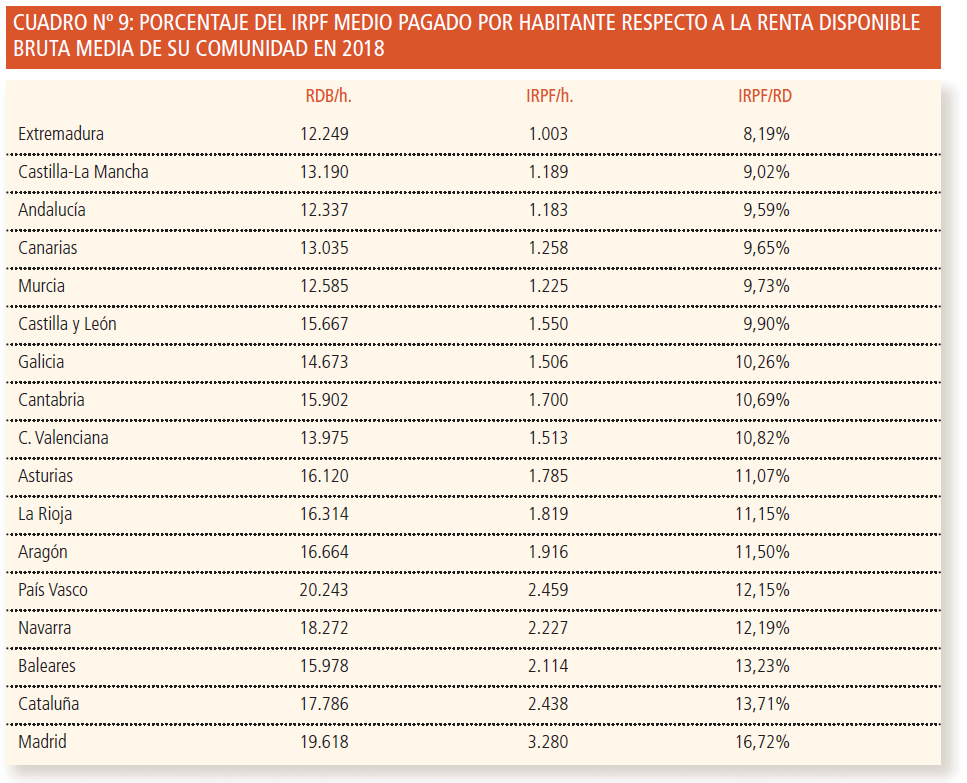 CUADRO Nº 9: PORCENTAJE DEL IRPF MEDIO PAGADO POR HABITANTE RESPECTO A LA RENTA DISPONIBLE
BRUTA MEDIA DE SU COMUNIDAD EN 2018
RDB/h. IRPF/h. IRPF/RD
Extremadura 12.249 1.003 8,19%
Castilla-La Mancha 13.190 1.189 9,02%
Andalucía 12.337 1.183 9,59%
Canarias 13.035 1.258 9,65%
Murcia 12.585 1.225 9,73%
Castilla y León 15.667 1.550 9,90%
Galicia 14.673 1.506 10,26%
Cantabria 15.902 1.700 10,69%
C. Valenciana 13.975 1.513 10,82%
Asturias 16.120 1.785 11,07%
La Rioja 16.314 1.819 11,15%
Aragón 16.664 1.916 11,50%
País Vasco 20.243 2.459 12,15%
Navarra 18.272 2.227 12,19%
Baleares 15.978 2.114 13,23%
Cataluña 17.786 2.438 13,71%
Madrid 19.618 3.280 16,72%